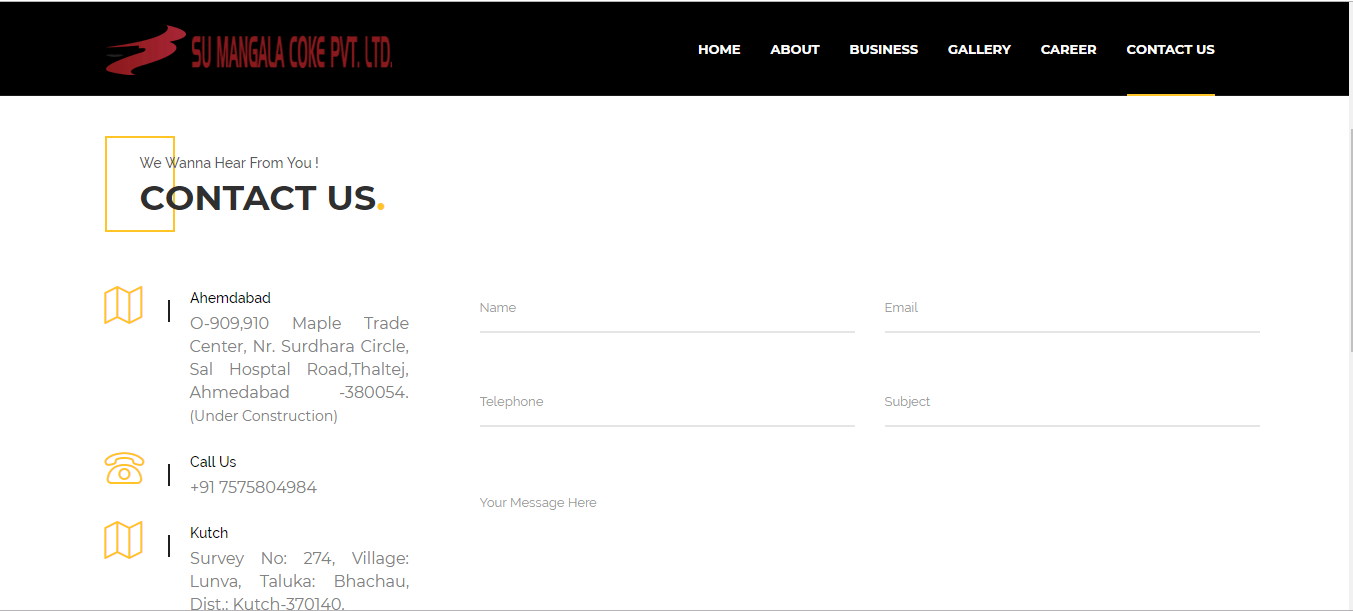 SU MANGALA COKE PVT. LTD.
HOME ABOUT BUSINESS GALLERY CAREER CONTACT US
We Wanna Hear From You !
CONTACT US.
Ahemdabad
O-909,910 Maple Trade
Center, Nr. Surdhara Circle,
Sal Hosptal Road,Thaltej,
Ahmedabad -380054.
(Under Construction)
Call Us
+91 7575804984
Kutch
Survey No: 274, Village:
Lunva, Taluka: Bhachau,
Dist.: Kutch-370140.
Name
Email
Telephone
Subject
Your Message Here